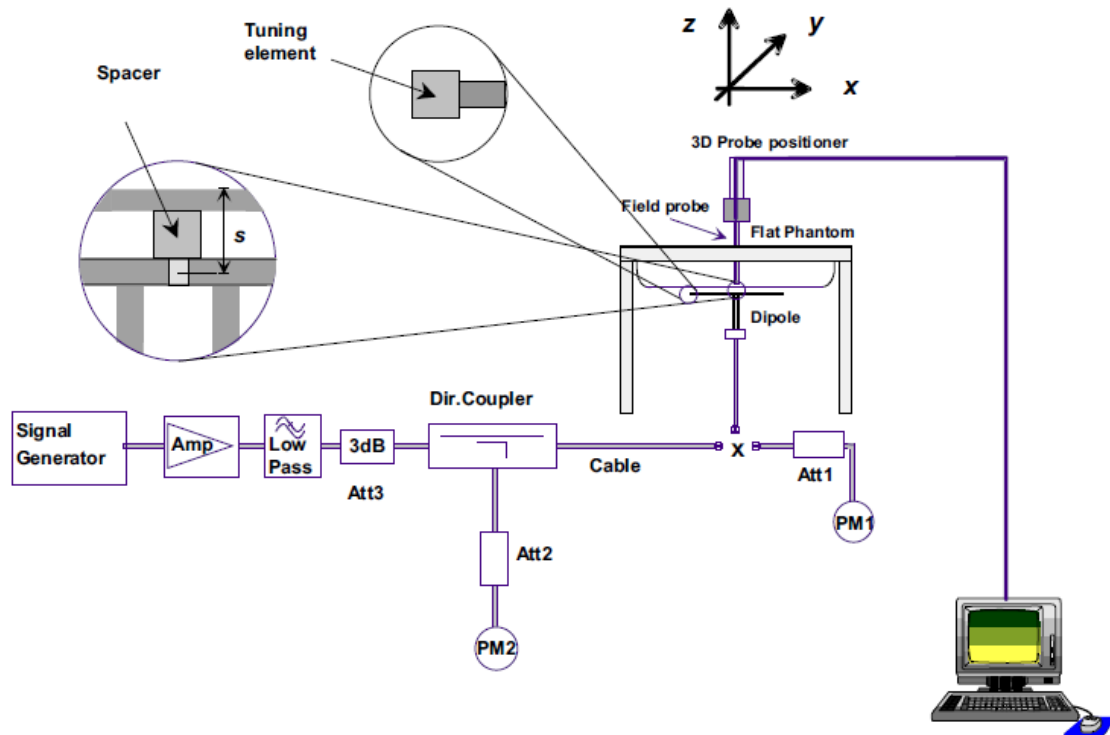 Tuning
element
Spacer
s
z
y
x
3D Probe positioner
Field probe
Flat Phantom
Dipole
Dir.Coupler
Signal
Generator
Amp
Low
Pass
3dB
Att3
Cable
X
Att1
PM1
Att2
PM2